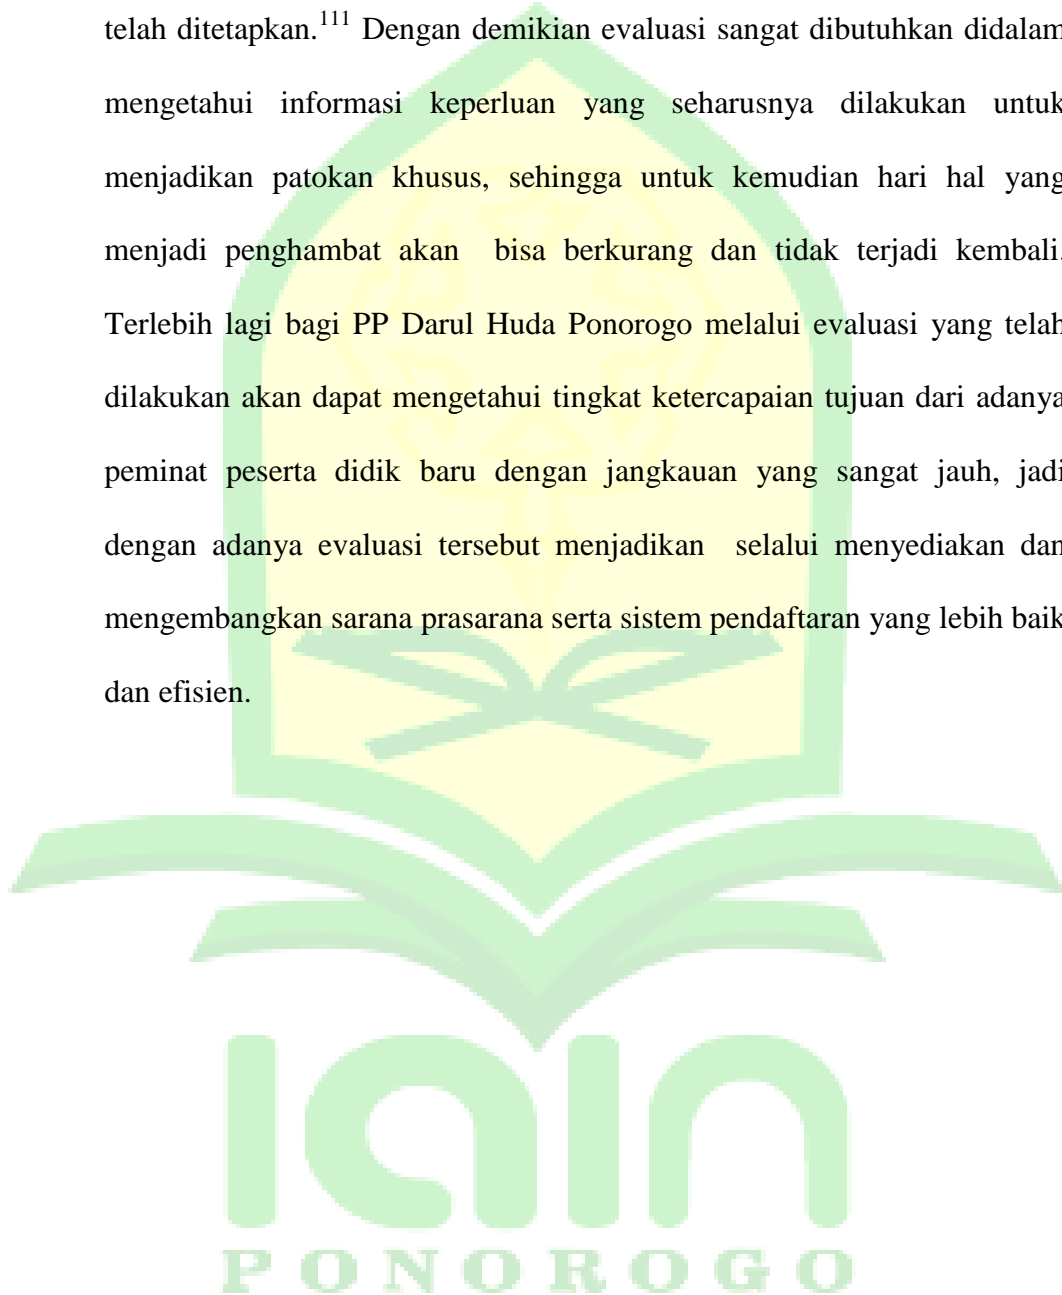 telah ditetapkan.111 Dengan demikian evaluasi sangat dibutuhkan didalam
mengetahui informasi keperluan yang seharusnya dilakukan untuk
menjadikan patokan khusus, sehingga untuk kemudian hari hal yang
menjadi penghambat akan bisa berkurang dan tidak terjadi kembali.
Terlebih lagi bagi PP Darul Huda Ponorogo melalui evaluasi yang telah
dilakukan akan dapat mengetahui tingkat ketercapaian tujuan dari adanya
peminat peserta didik baru dengan jangkauan yang sangat jauh, jadi
dengan adanya evaluasi tersebut menjadikan selalui menyediakan dan
mengembangkan sarana prasarana serta sistem pendaftaran yang lebih baik
dan efisien.
iain
PONOROGO